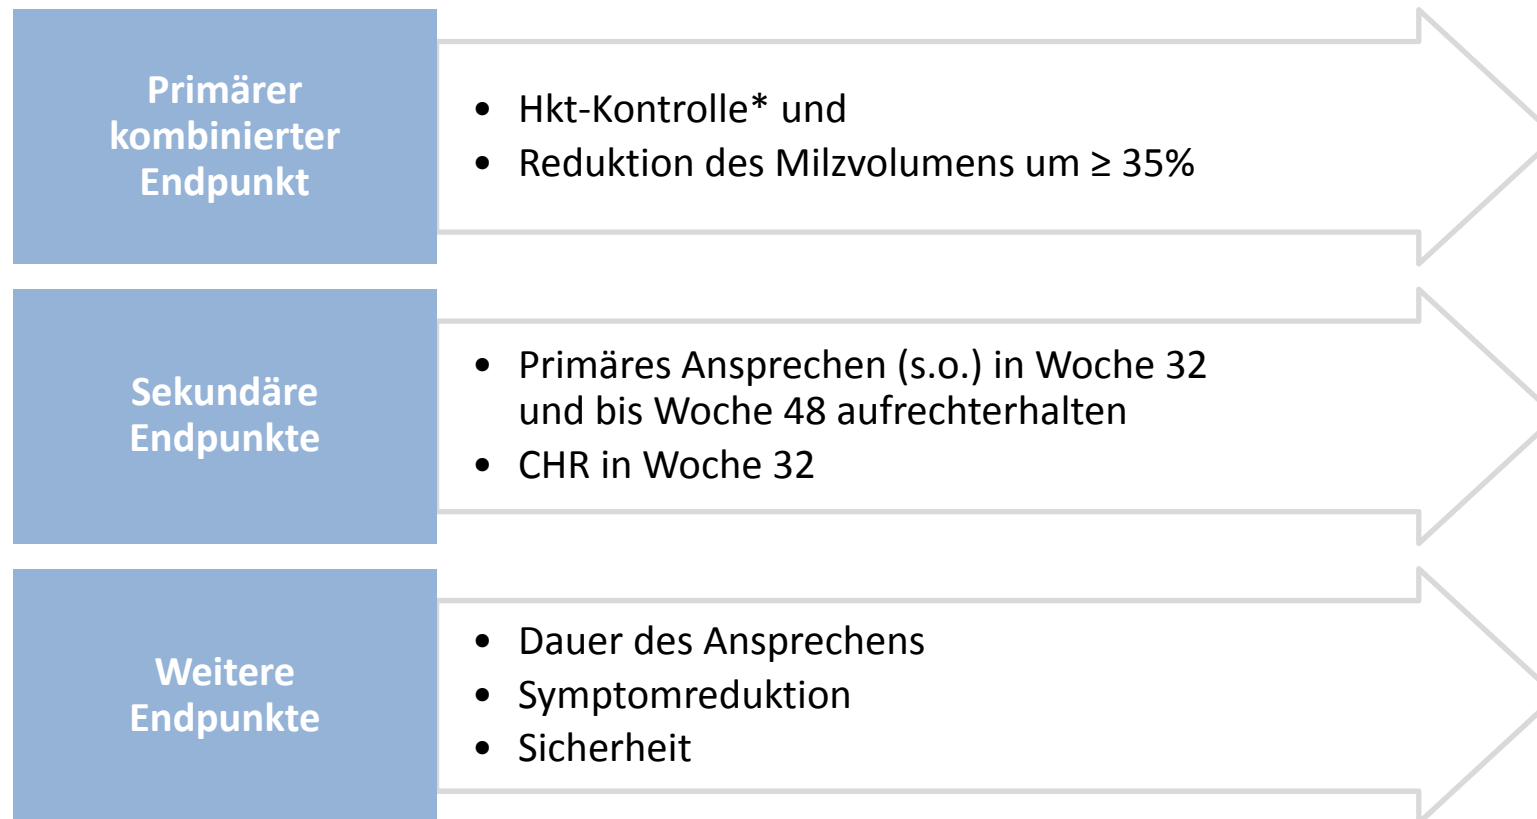 Primärer
kombinierter
Endpunkt
• Hkt-Kontrolle* und
• Reduktion des Milzvolumens um ≥ 35%
Sekundäre
Endpunkte
• Primäres Ansprechen (s.o.) in Woche 32
und bis Woche 48 aufrechterhalten
• CHR in Woche 32
Weitere
Endpunkte
• Dauer des Ansprechens
• Symptomreduktion
• Sicherheit